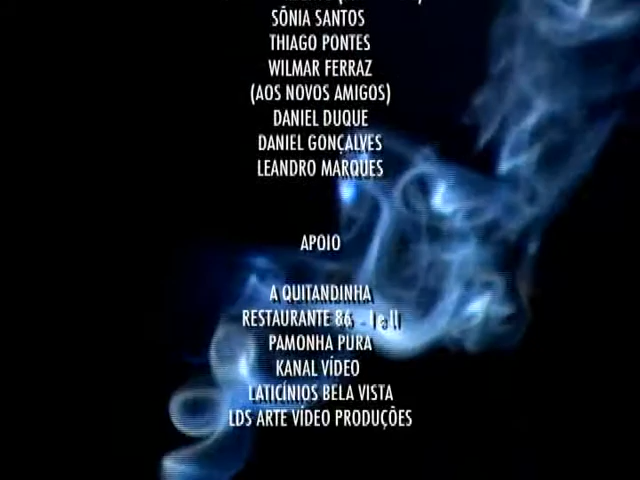 SÔNIA SANTOS
THIAGO PONTES
WILMAR FERRAZ
(AOS NOVOS AMIGOS)
DANIEL DUQUE
DANIEL GONÇALVES
LEANDRO MARQUES
APOIO
A QUITANDINHA
RESTAURANTE 86 - I e II
PAMONHA PURA
KANAL VÍDEO
LATICÍNIOS BELA VISTA
LDS ARTE VÍDEO PRODUÇÕES